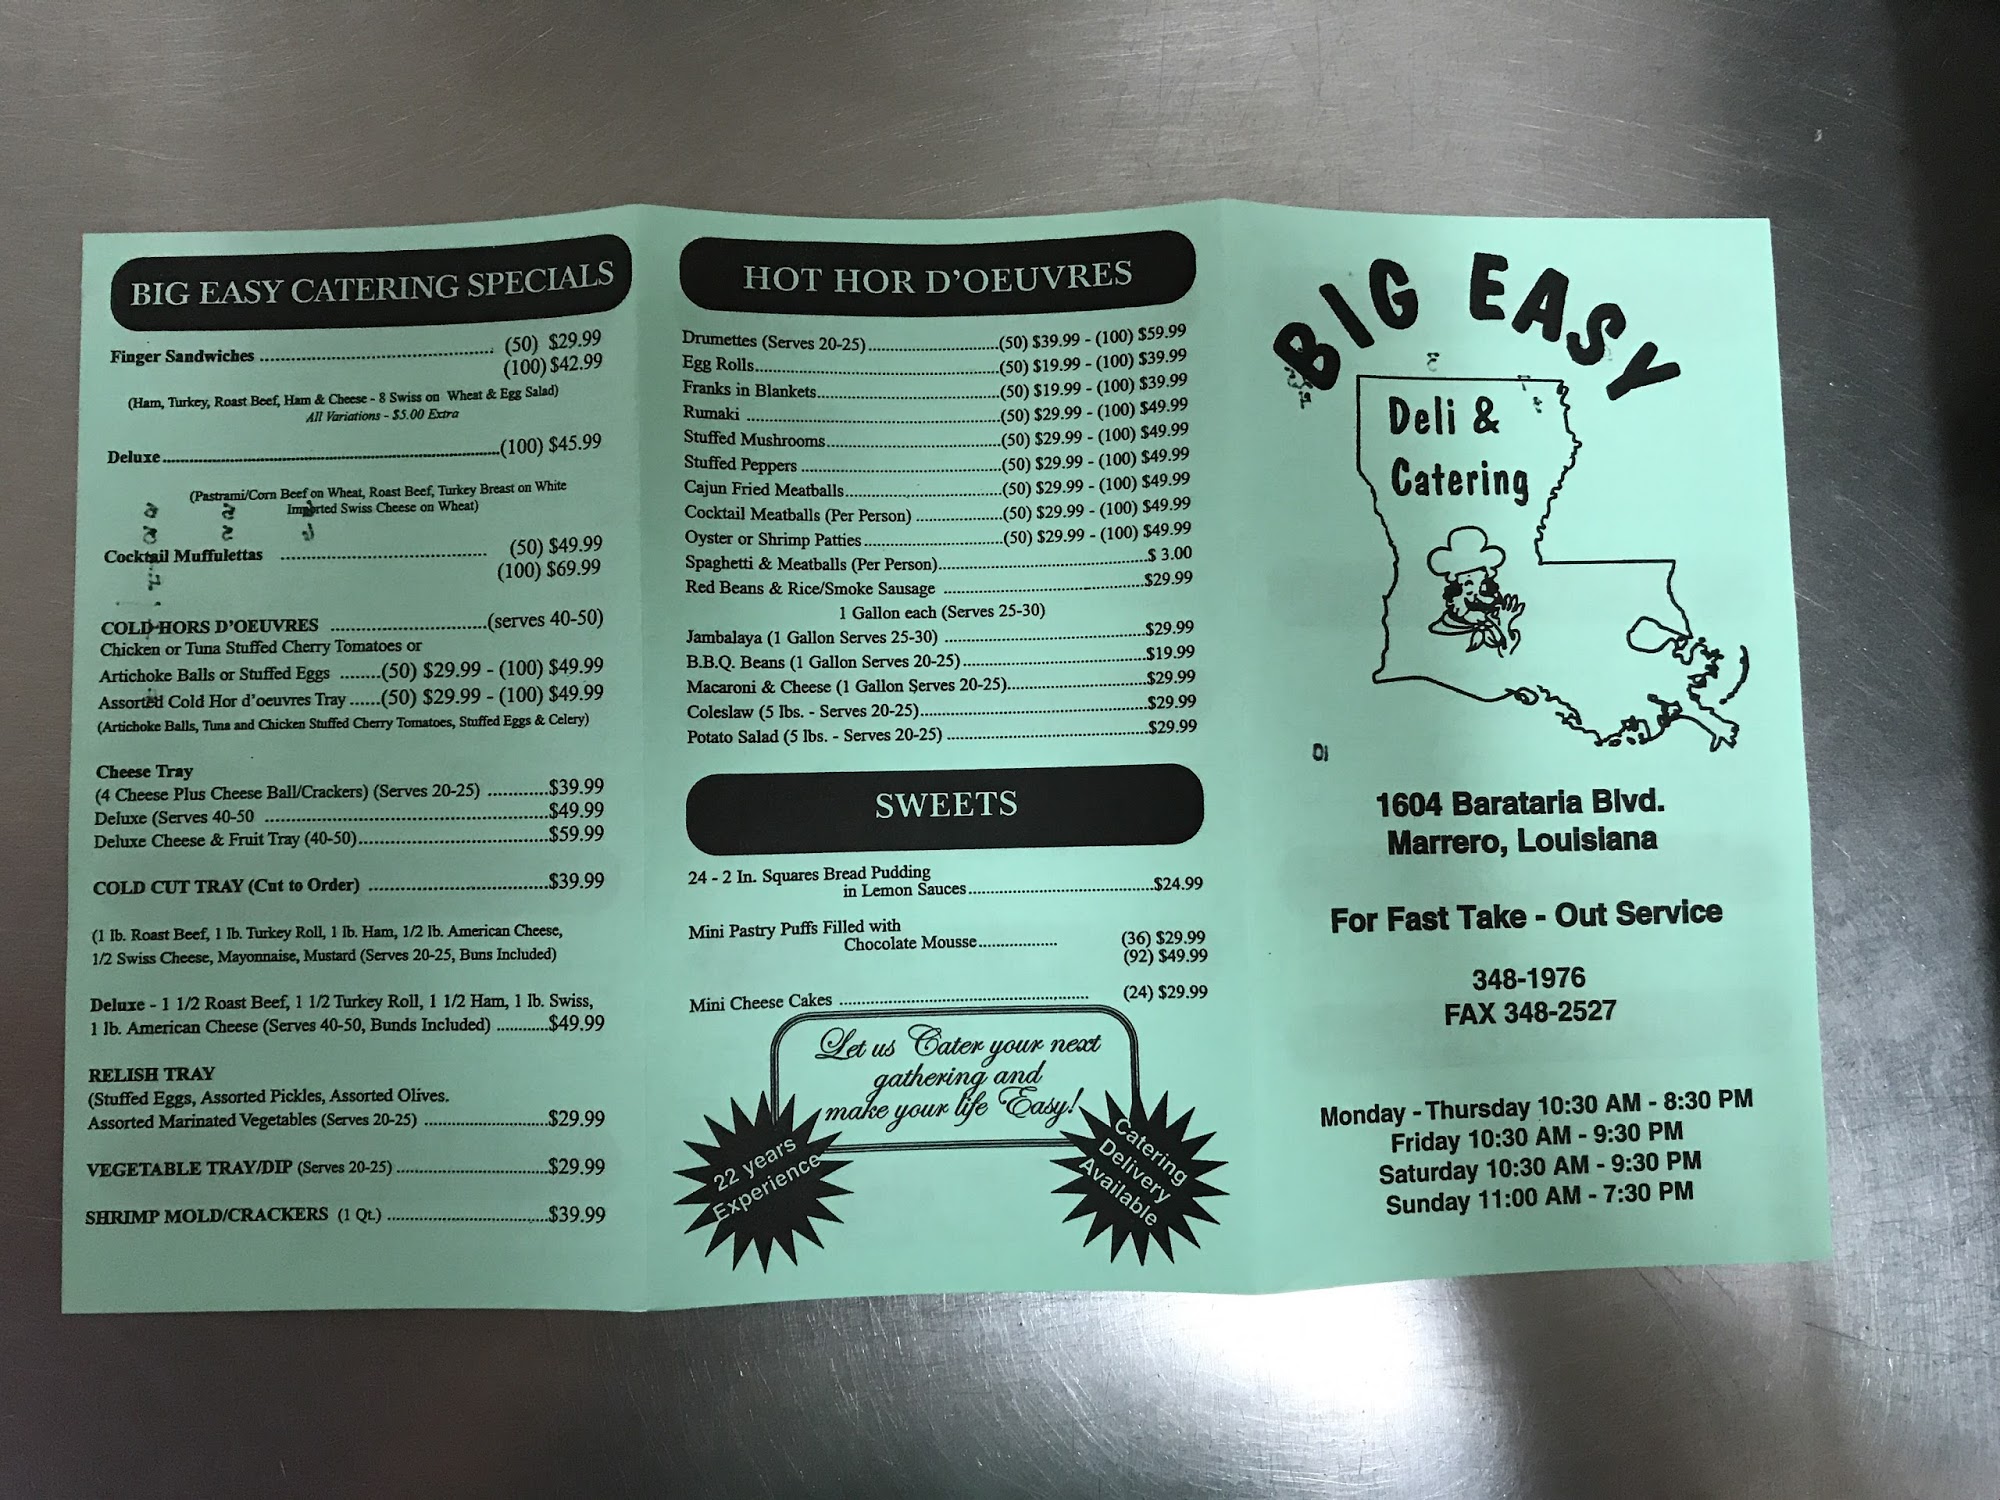 BIG EASY CATERING SPECIALS
Finger Sandwiches (50) $29.99
(100) $42.99
(Ham, Turkey, Roast Beef, Ham & Cheese - 8 Swiss on Wheat & Egg Salad)
All Variations - $5.00 Extra
Deluxe (100) $45.99
(Pastrami/Corn Beef on Wheat, Roast Beef, Turkey Breast on White
Imported Swiss Cheese on Wheat)
Cocktail Muffulettas (50) $49.99
(100) $69.99
COLD HORS D'OEUVRES (serves 40-50)
Chicken or Tuna Stuffed Cherry Tomatoes or
Artichoke Balls or Stuffed Eggs (50) $29.99 - (100) $49.99
Assorted Cold Hor d'oeuvres Tray (50) $29.99 - (100) $49.99
(Artichoke Balls, Tuna and Chicken Stuffed Cherry Tomatoes, Stuffed Eggs & Celery)
Cheese Tray
(4 Cheese Plus Cheese Ball/Crackers) (Serves 20-25) $39.99
Deluxe (Serves 40-50 $49.99
Deluxe Cheese & Fruit Tray (40-50) $59.99
COLD CUT TRAY (Cut to Order) $39.99
(1 lb. Roast Beef, 1 lb. Turkey Roll, 1 lb. Ham, 1/2 lb. American Cheese,
1/2 Swiss Cheese, Mayonnaise, Mustard (Serves 20-25, Buns Included)
Deluxe - 1 1/2 Roast Beef, 1 1/2 Turkey Roll, 1 1/2 Ham, 1 lb. Swiss,
1 lb. American Cheese (Serves 40-50, Bunds Included) $49.99
RELISH TRAY
(Stuffed Eggs, Assorted Pickles, Assorted Olives.
Assorted Marinated Vegetables (Serves 20-25) $29.99
VEGETABLE TRAY/DIP (Serves 20-25) $29.99
SHRIMP MOLD/CRACKERS (1 Qt.) $39.99
HOT HOR D'OEUVRES
Drumettes (Serves 20-25) (50) $39.99 - (100) $59.99
Egg Rolls (50) $19.99 - (100) $39.99
Franks in Blankets (50) $19.99 - (100) $39.99
Rumaki (50) $29.99 - (100) $49.99
Stuffed Mushrooms (50) $29.99 - (100) $49.99
Stuffed Peppers (50) $29.99 - (100) $49.99
Cajun Fried Meatballs (50) $29.99 - (100) $49.99
Cocktail Meatballs (Per Person) (50) $29.99 - (100) $49.99
Oyster or Shrimp Patties (50) $29.99 - (100) $49.99
Spaghetti & Meatballs (Per Person) $ 3.00
Red Beans & Rice/Smoke Sausage $29.99
1 Gallon each (Serves 25-30)
Jambalaya (1 Gallon Serves 25-30) $29.99
B.B.Q. Beans (1 Gallon Serves 20-25) $19.99
Macaroni & Cheese (1 Gallon Serves 20-25) $29.99
Coleslaw (5 lbs. - Serves 20-25) $29.99
Potato Salad (5 lbs. - Serves 20-25) $29.99
SWEETS
24 - 2 In. Squares Bread Pudding
in Lemon Sauces $24.99
Mini Pastry Puffs Filled with
Chocolate Mousse (36) $29.99
(92) $49.99
Mini Cheese Cakes (24) $29.99
Let us Cater your next
gathering and
make your life Easy!
22 years
Experience
Catering
Delivery
Available
BIG EASY
Deli &
Catering
1604 Barataria Blvd.
Marrero, Louisiana
For Fast Take - Out Service
348-1976
FAX 348-2527
Monday - Thursday 10:30 AM - 8:30 PM
Friday 10:30 AM - 9:30 PM
Saturday 10:30 AM - 9:30 PM
Sunday 11:00 AM - 7:30 PM